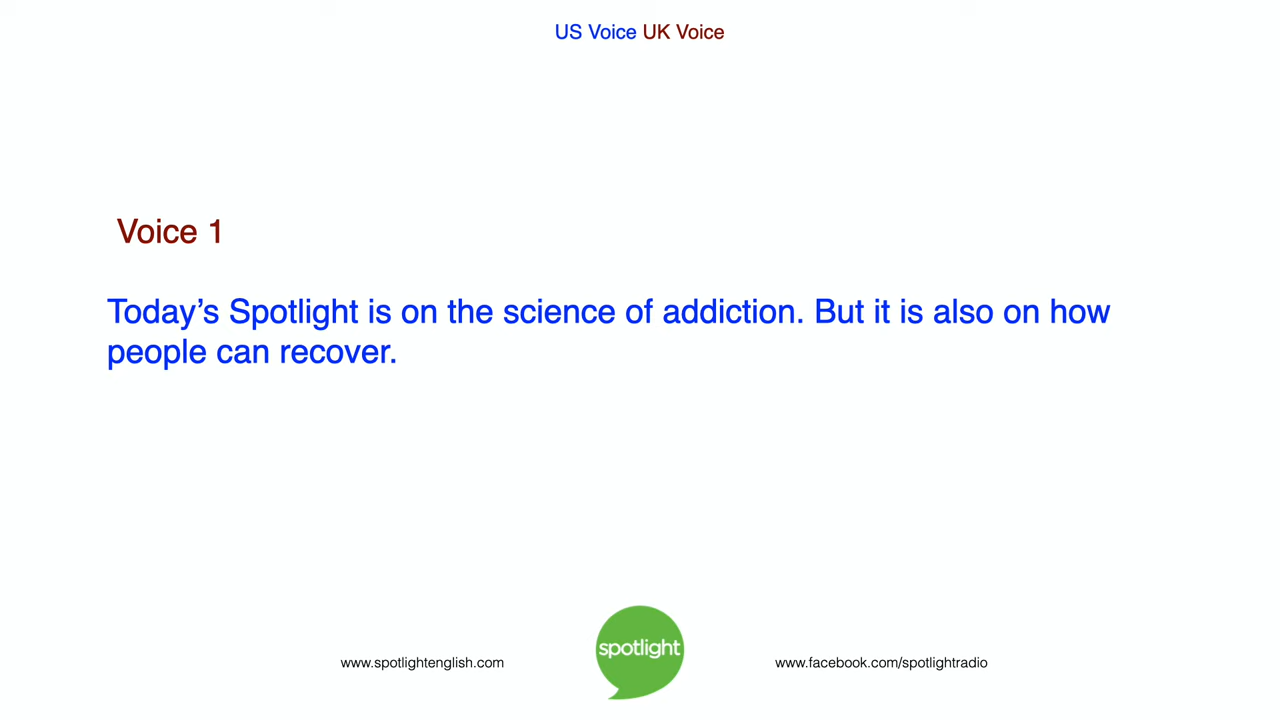 US Voice UK Voice
Voice 1
Today’s Spotlight is on the science of addiction. But it is also on how
people can recover.
spotlight
www.spotlightenglish.com
www.facebook.com/spotlightradio